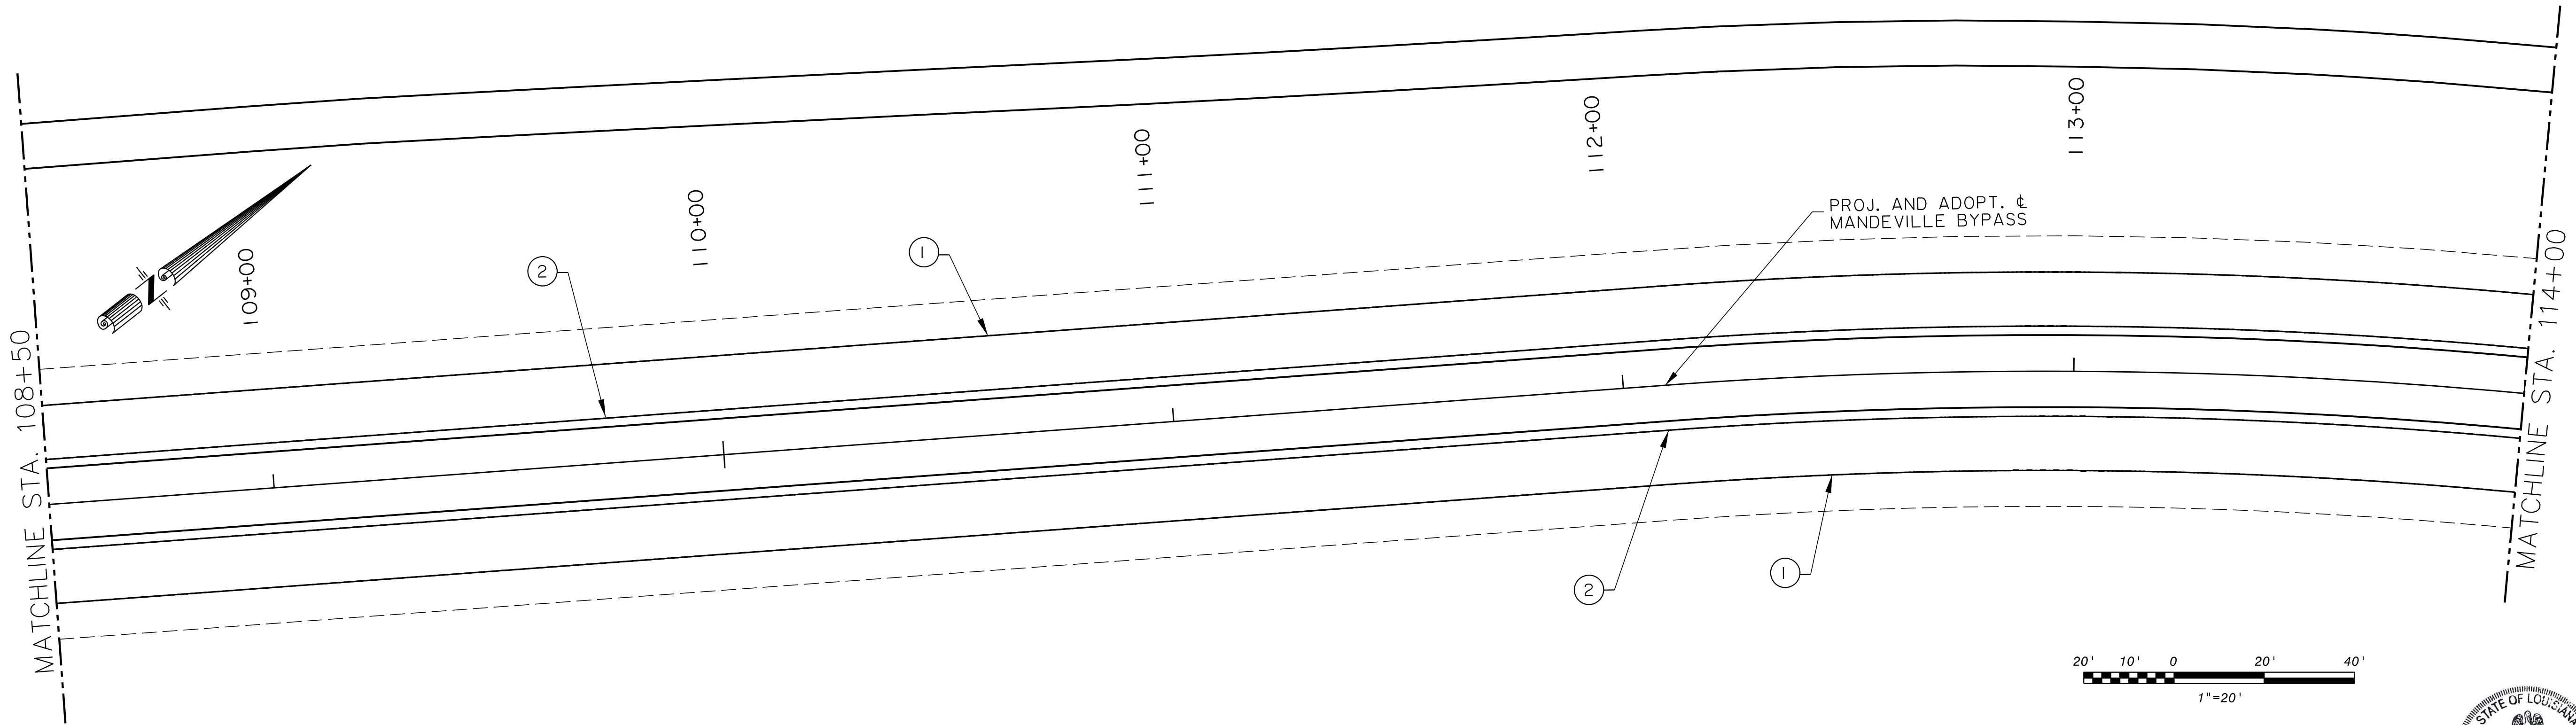 MATCHLINE STA. 108+50
109+00
110+00
111+00
112+00
113+00
MATCHLINE STA. 114+00
2
1
PROJ. AND ADOPT. ℄
MANDEVILLE BYPASS
2
1
20' 10' 0 20' 40'
1"=20'
STATE OF LOUISIANA